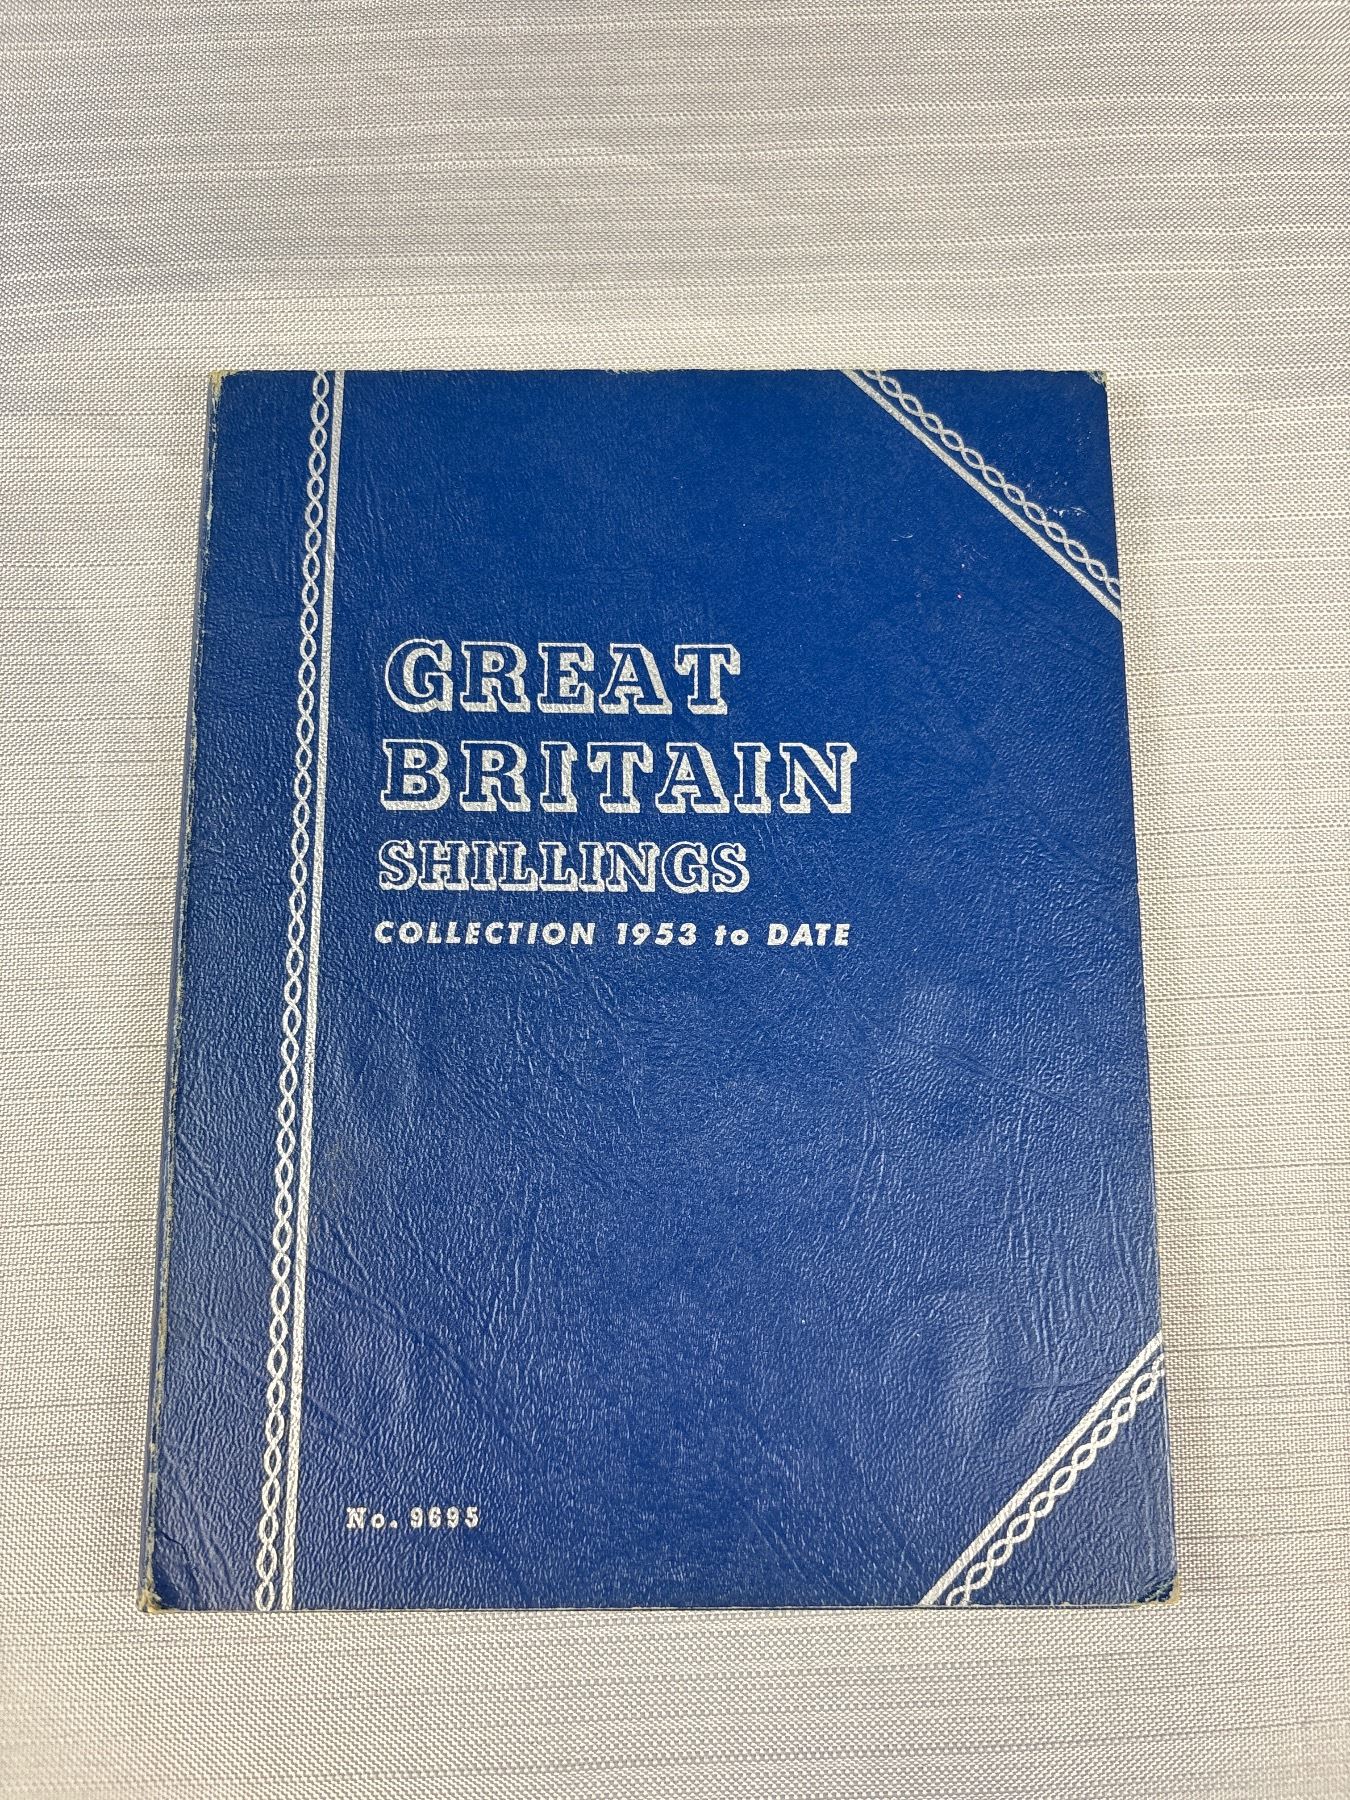 GREAT
BRITAIN
SHILLINGS
COLLECTION 1953 to DATE
No. 9695